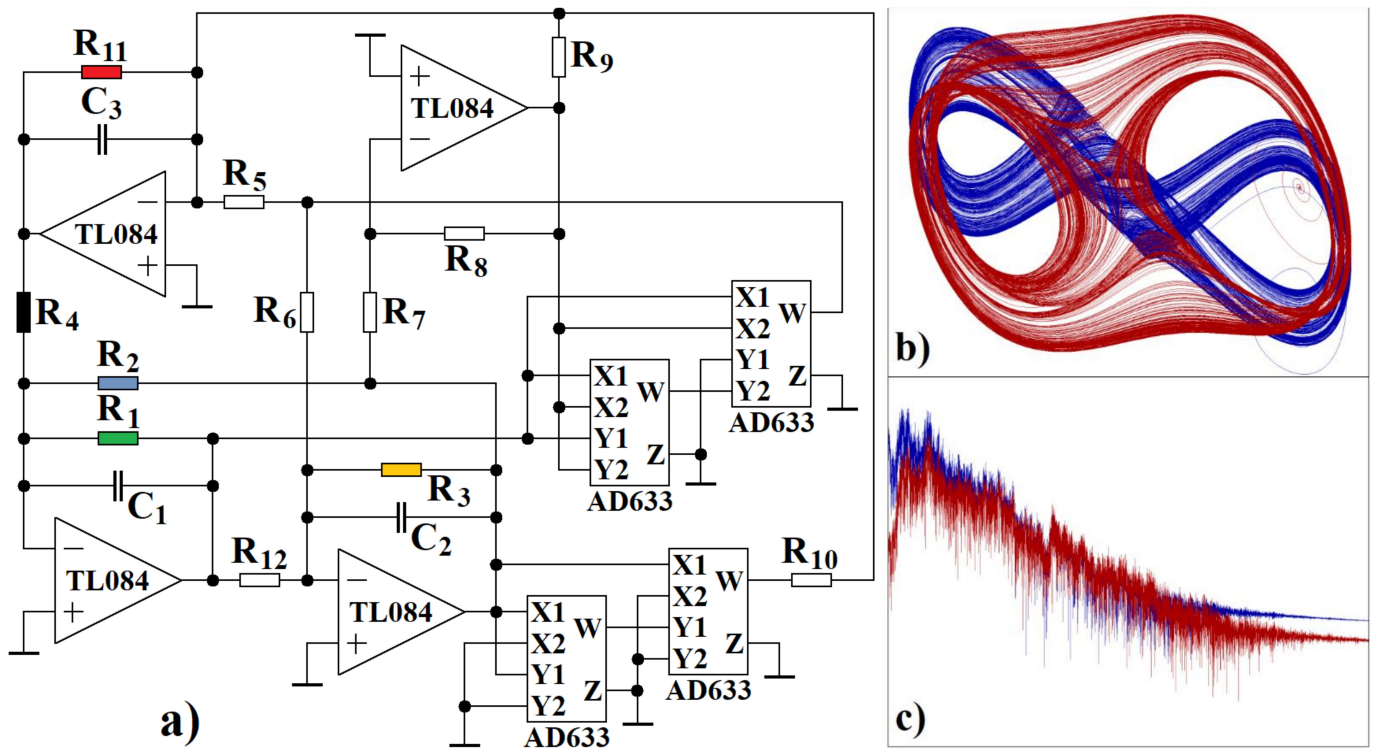 R11
C3
R5
TL084
− +
R4
R2
R1
C1
TL084
− +
R12
R6
R7
R8
R9
TL084
+ −
R3
C2
TL084
− +
X1
X2
Y1
Y2
W
Z
AD633
X1
X2
Y1
Y2
W
Z
AD633
X1
X2
Y1
Y2
W
Z
AD633
X1
X2
Y1
Y2
W
Z
AD633
R10
a)
b)
c)